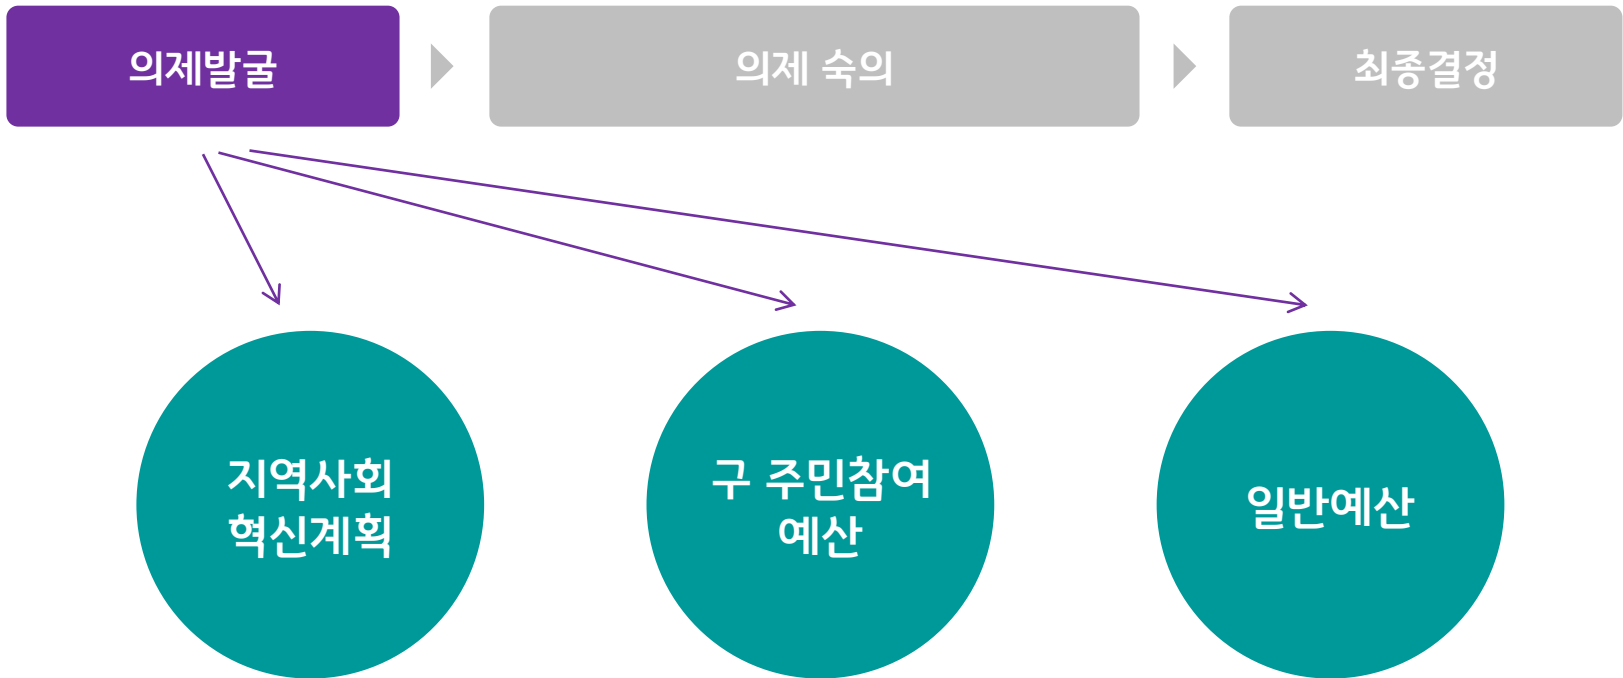 의제발굴
의제 숙의
최종결정
지역사회
혁신계획
구 주민참여
예산
일반예산